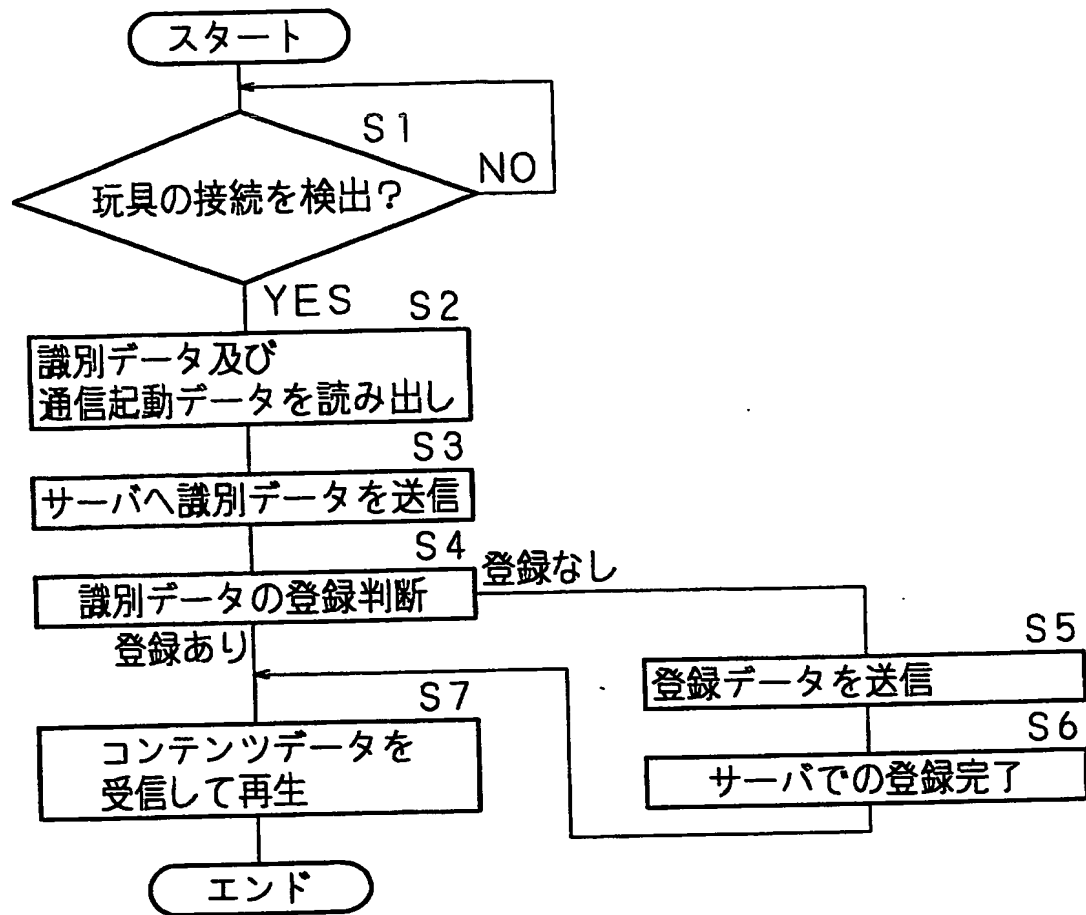 スタート
S1
玩具の接続を検出？
NO
YES
S2
識別データ及び
通信起動データを読み出し
S3
サーバへ識別データを送信
S4
識別データの登録判断
登録なし
登録あり
S5
登録データを送信
S6
サーバでの登録完了
S7
コンテンツデータを
受信して再生
エンド